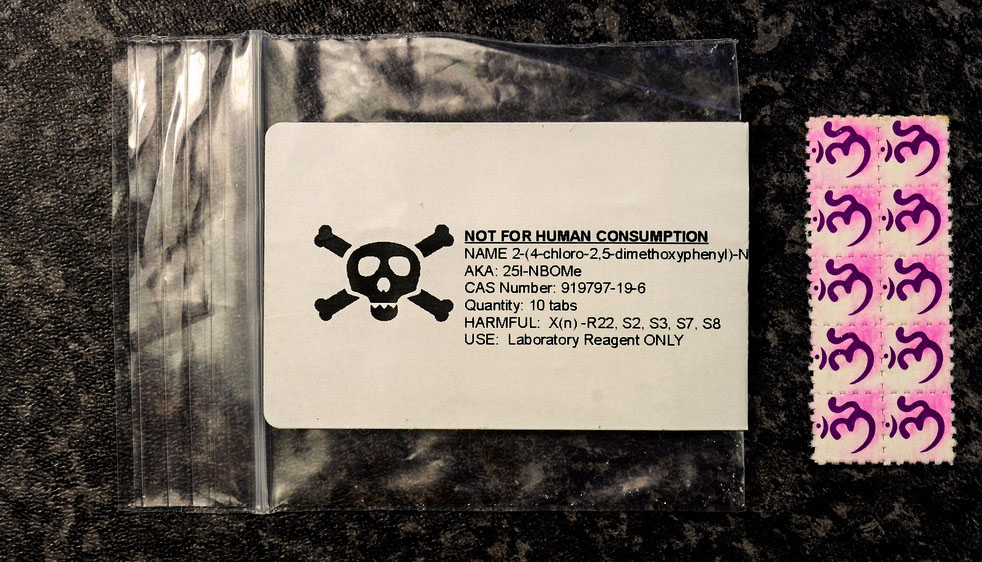 NOT FOR HUMAN CONSUMPTION
NAME 2-(4-chloro-2,5-dimethoxyphenyl)-N
AKA: 25I-NBOMe
CAS Number: 919797-19-6
Quantity: 10 tabs
HARMFUL: X(n) -R22, S2, S3, S7, S8
USE: Laboratory Reagent ONLY